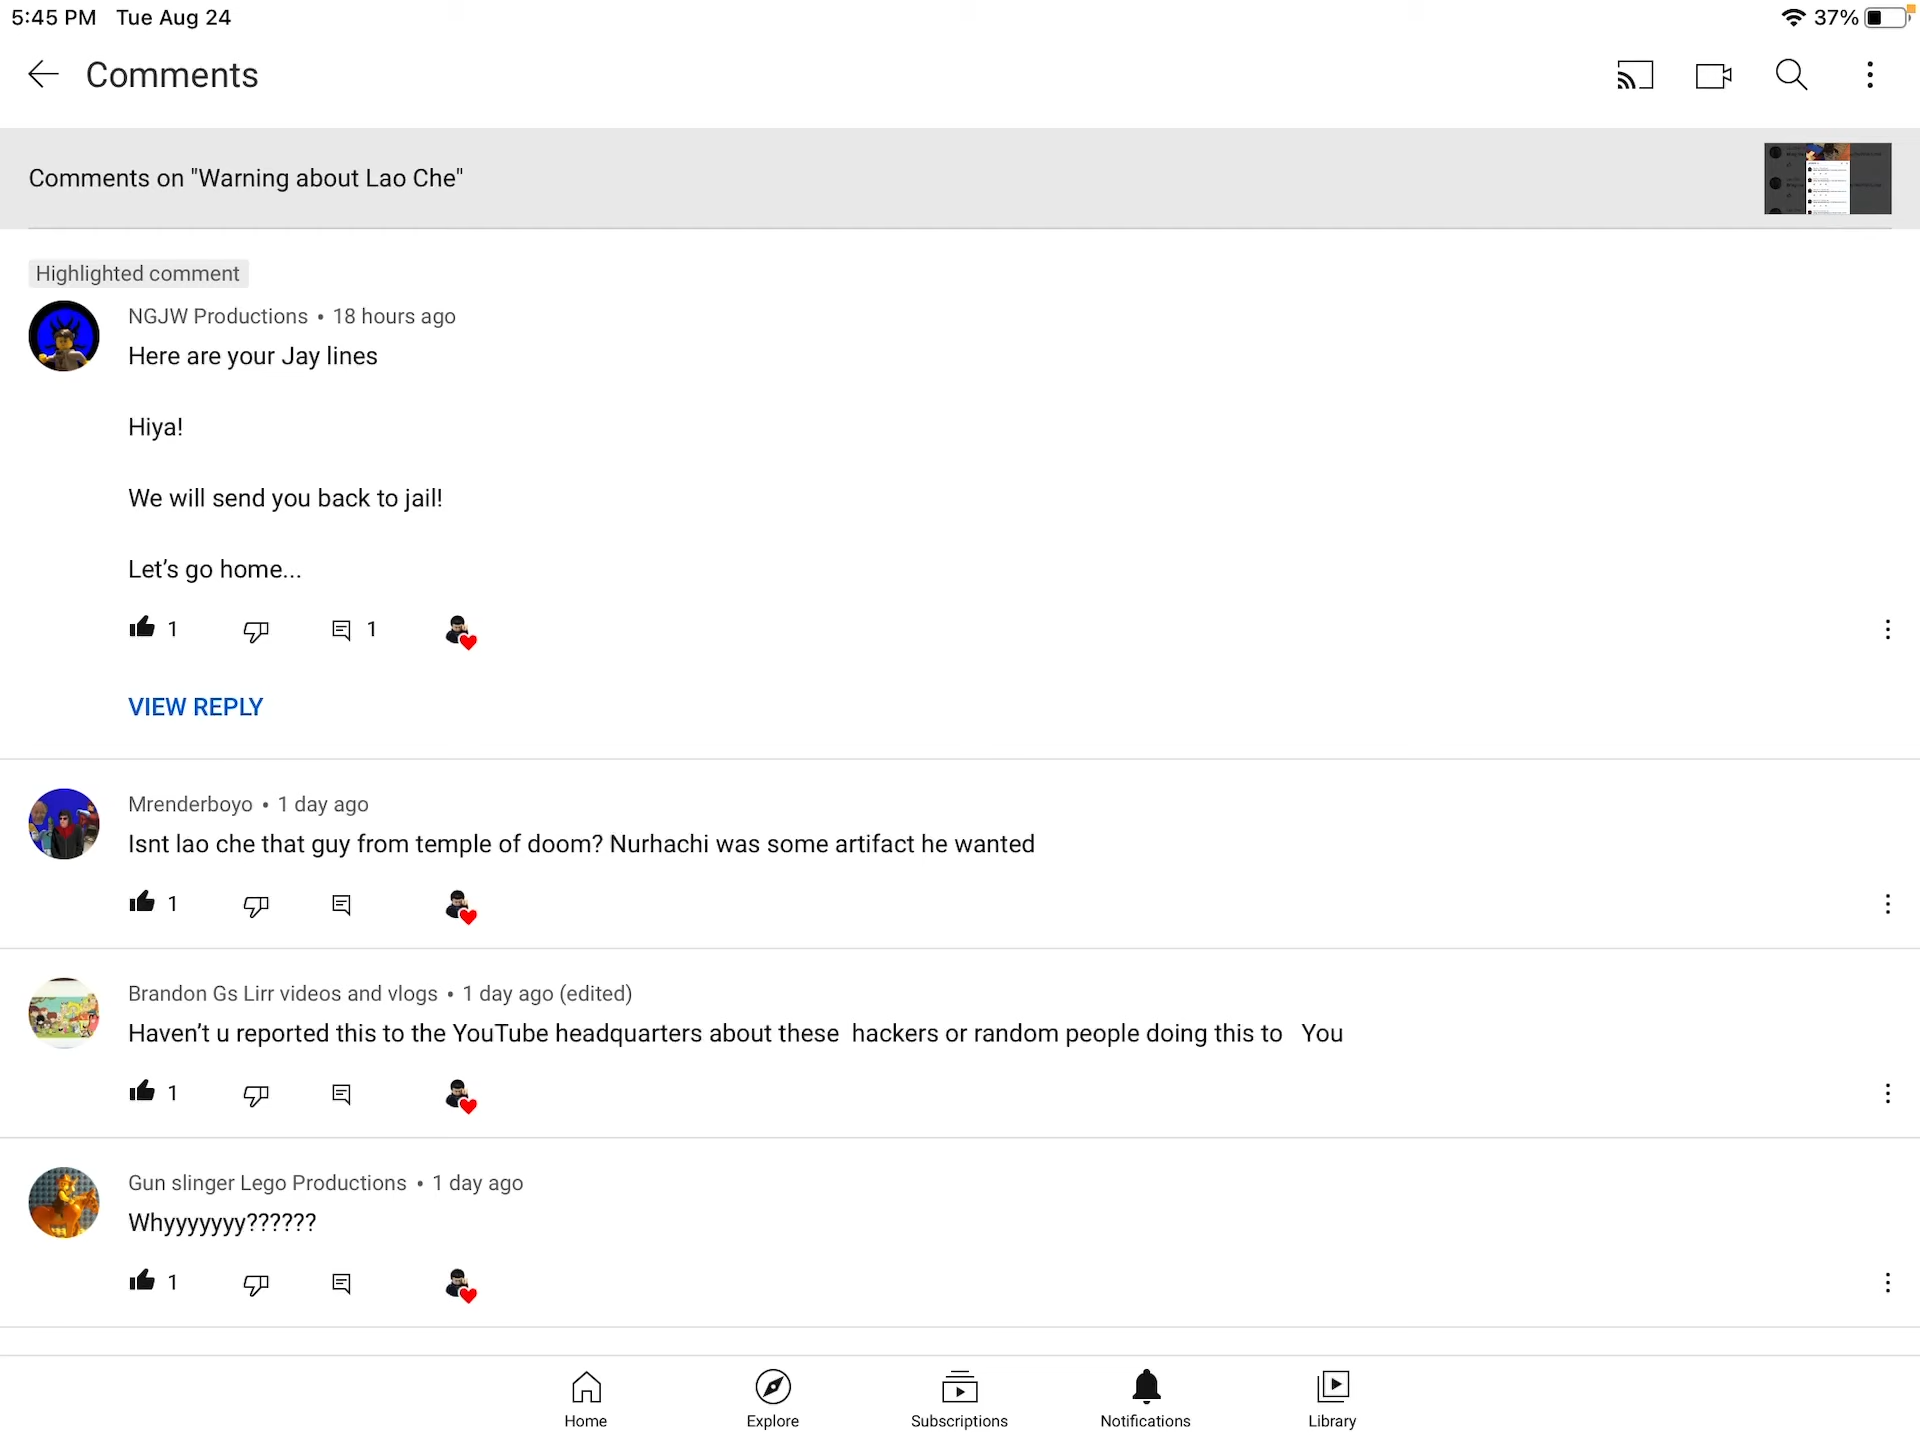 5:45 PM Tue Aug 24
37%
Comments
Comments on "Warning about Lao Che"
Highlighted comment
NGJW Productions • 18 hours ago
Here are your Jay lines
Hiya!
We will send you back to jail!
Let’s go home...
1
1
VIEW REPLY
Mrenderboyo • 1 day ago
Isnt lao che that guy from temple of doom? Nurhachi was some artifact he wanted
1
Brandon Gs Lirr videos and vlogs • 1 day ago (edited)
Haven’t u reported this to the YouTube headquarters about these  hackers or random people doing this to   You
1
Gun slinger Lego Productions • 1 day ago
Whyyyyyyy??????
1
Home
Explore
Subscriptions
Notifications
Library